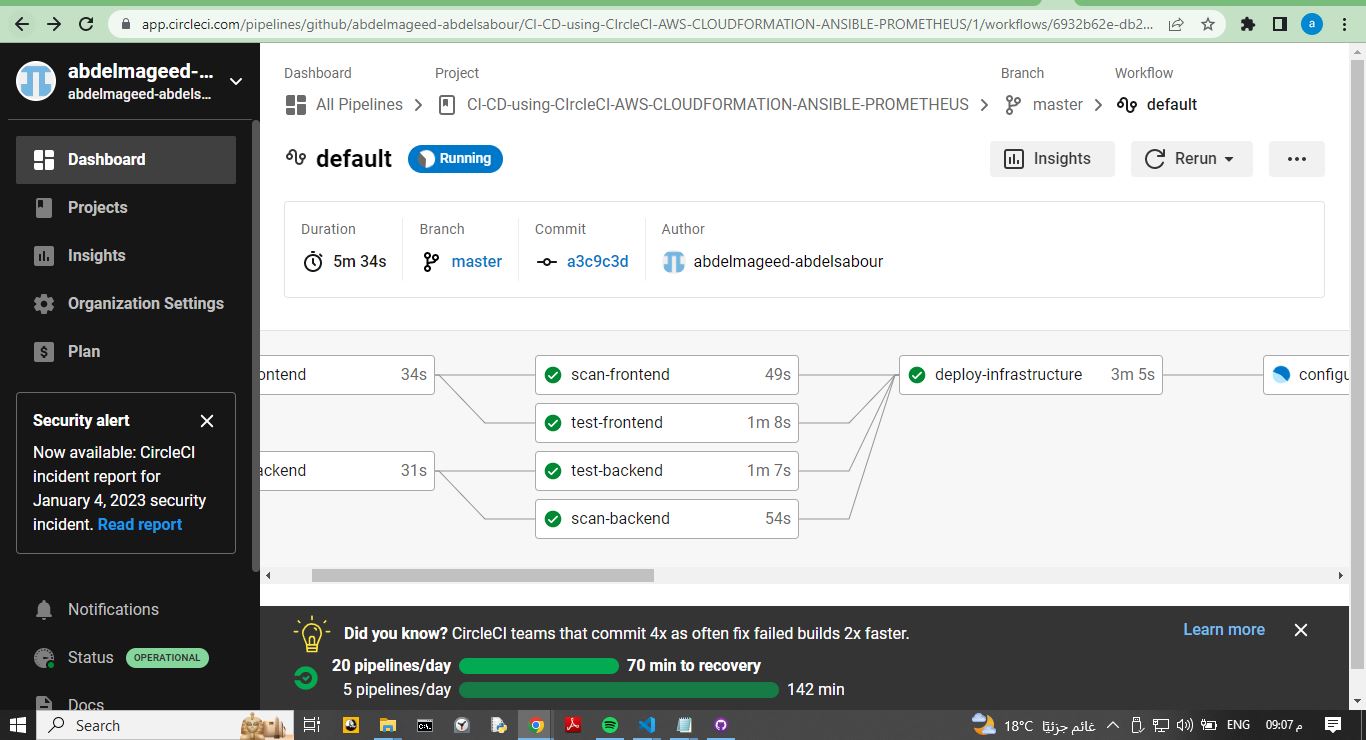 app.circleci.com/pipelines/github/abdelmageed-abdelsabour/CI-CD-using-CIrcleCI-AWS-CLOUDFORMATION-ANSIBLE-PROMETHEUS/1/workflows/6932b62e-db2...
a
abdelmageed-...
abdelmageed-abdels...
Dashboard
Projects
Insights
Organization Settings
Plan
Security alert
Now available: CircleCI
incident report for
January 4, 2023 security
incident. Read report
Notifications
Status OPERATIONAL
Docs
Dashboard Project Branch Workflow
All Pipelines CI-CD-using-CIrcleCI-AWS-CLOUDFORMATION-ANSIBLE-PROMETHEUS master default
default Running Insights Rerun
Duration Branch Commit Author
5m 34s master a3c9c3d abdelmageed-abdelsabour
ontend 34s scan-frontend 49s deploy-infrastructure 3m 5s configu
test-frontend 1m 8s
ackend 31s test-backend 1m 7s
scan-backend 54s
Did you know? CircleCI teams that commit 4x as often fix failed builds 2x faster. Learn more
20 pipelines/day 70 min to recovery
5 pipelines/day 142 min
Search 18°C غائم جزئيًا ENG 09:07 م